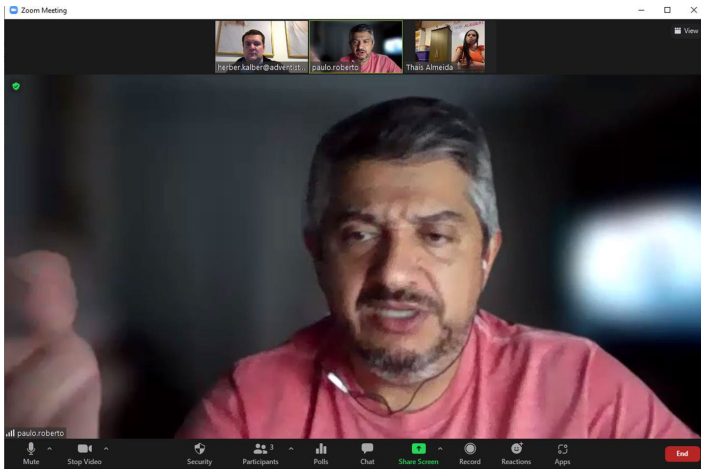 Zoom Meeting
View
herber.kalber@adventist...
paulo.roberto
Thais Almeida
paulo.roberto
Mute
Stop Video
Security
3
Participants
Polls
Chat
Share Screen
Record
Reactions
Apps
End